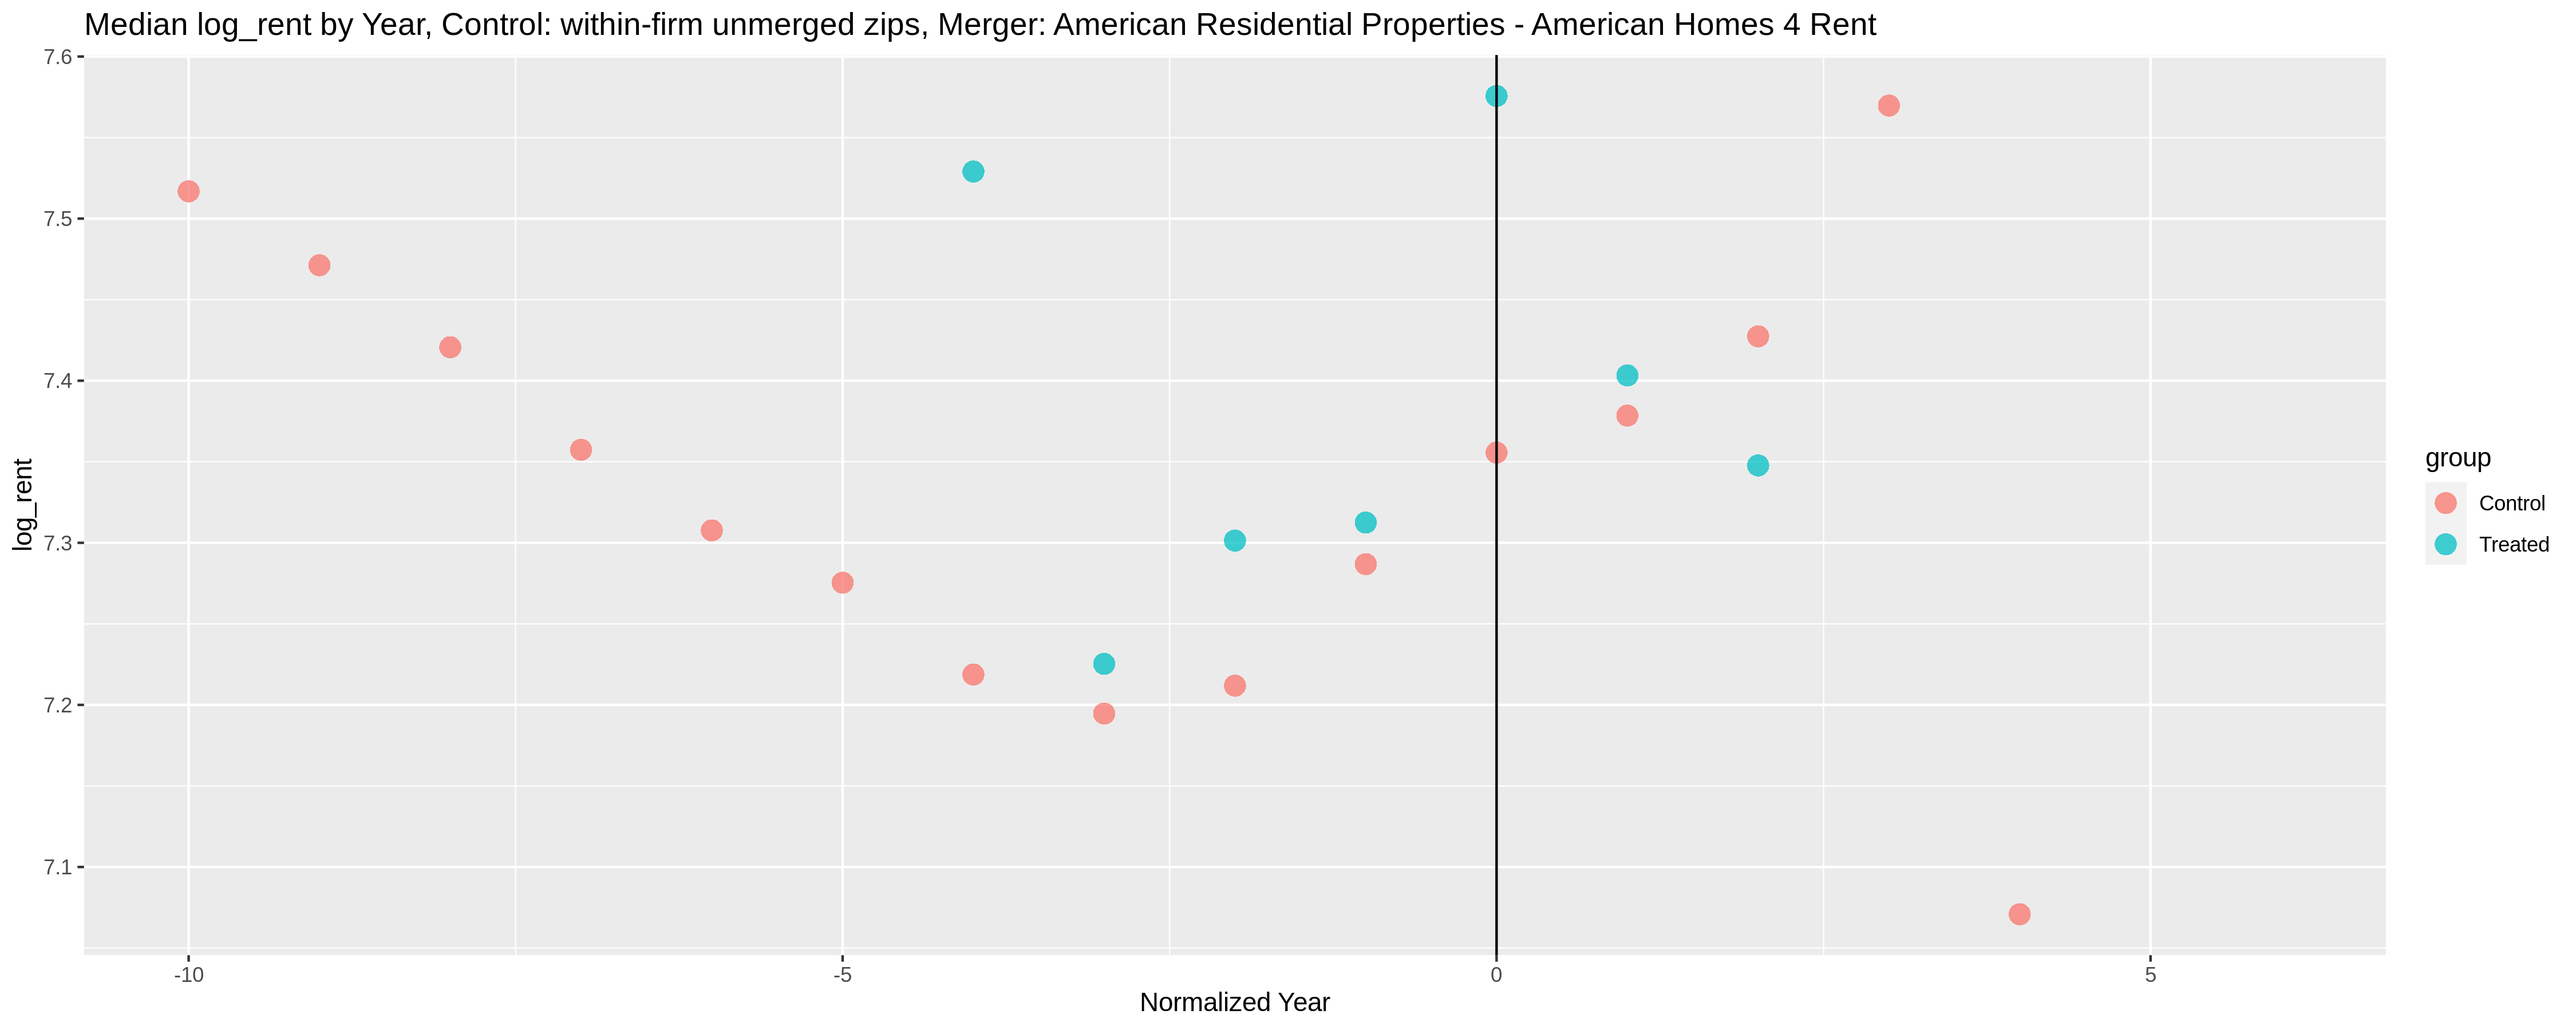 Median log_rent by Year, Control: within-firm unmerged zips, Merger: American Residential Properties - American Homes 4 Rent
7.6
7.5
7.4
7.3
7.2
7.1
log_rent
-10
-5
0
5
Normalized Year
group
Control
Treated